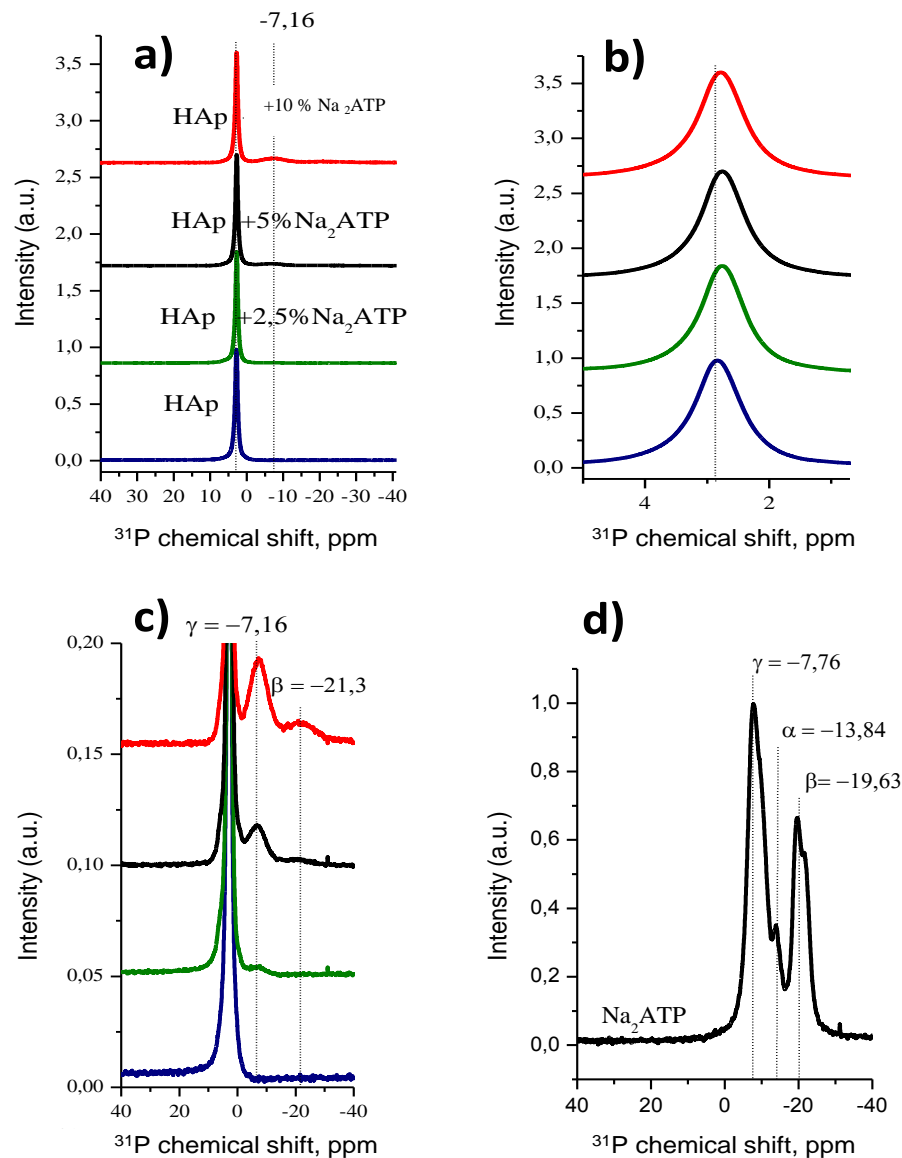 a)
-7,16
3,5
3,0
2,5
2,0
1,5
1,0
0,5
0,0
HAp +10 % Na₂ATP
HAp +5%Na₂ATP
HAp +2,5%Na₂ATP
HAp
40 30 20 10 0 -10 -20 -30 -40
Intensity (a.u.)
³¹P chemical shift, ppm
b)
3,5
3,0
2,5
2,0
1,5
1,0
0,5
0,0
4 2
Intensity (a.u.)
³¹P chemical shift, ppm
c)
γ = −7,16
β = −21,3
0,20
0,15
0,10
0,05
0,00
40 20 0 -20 -40
Intensity (a.u.)
³¹P chemical shift, ppm
d)
γ = −7,76
α = −13,84
β= −19,63
1,0
0,8
0,6
0,4
0,2
0,0
Na₂ATP
40 20 0 -20 -40
Intensity (a.u.)
³¹P chemical shift, ppm